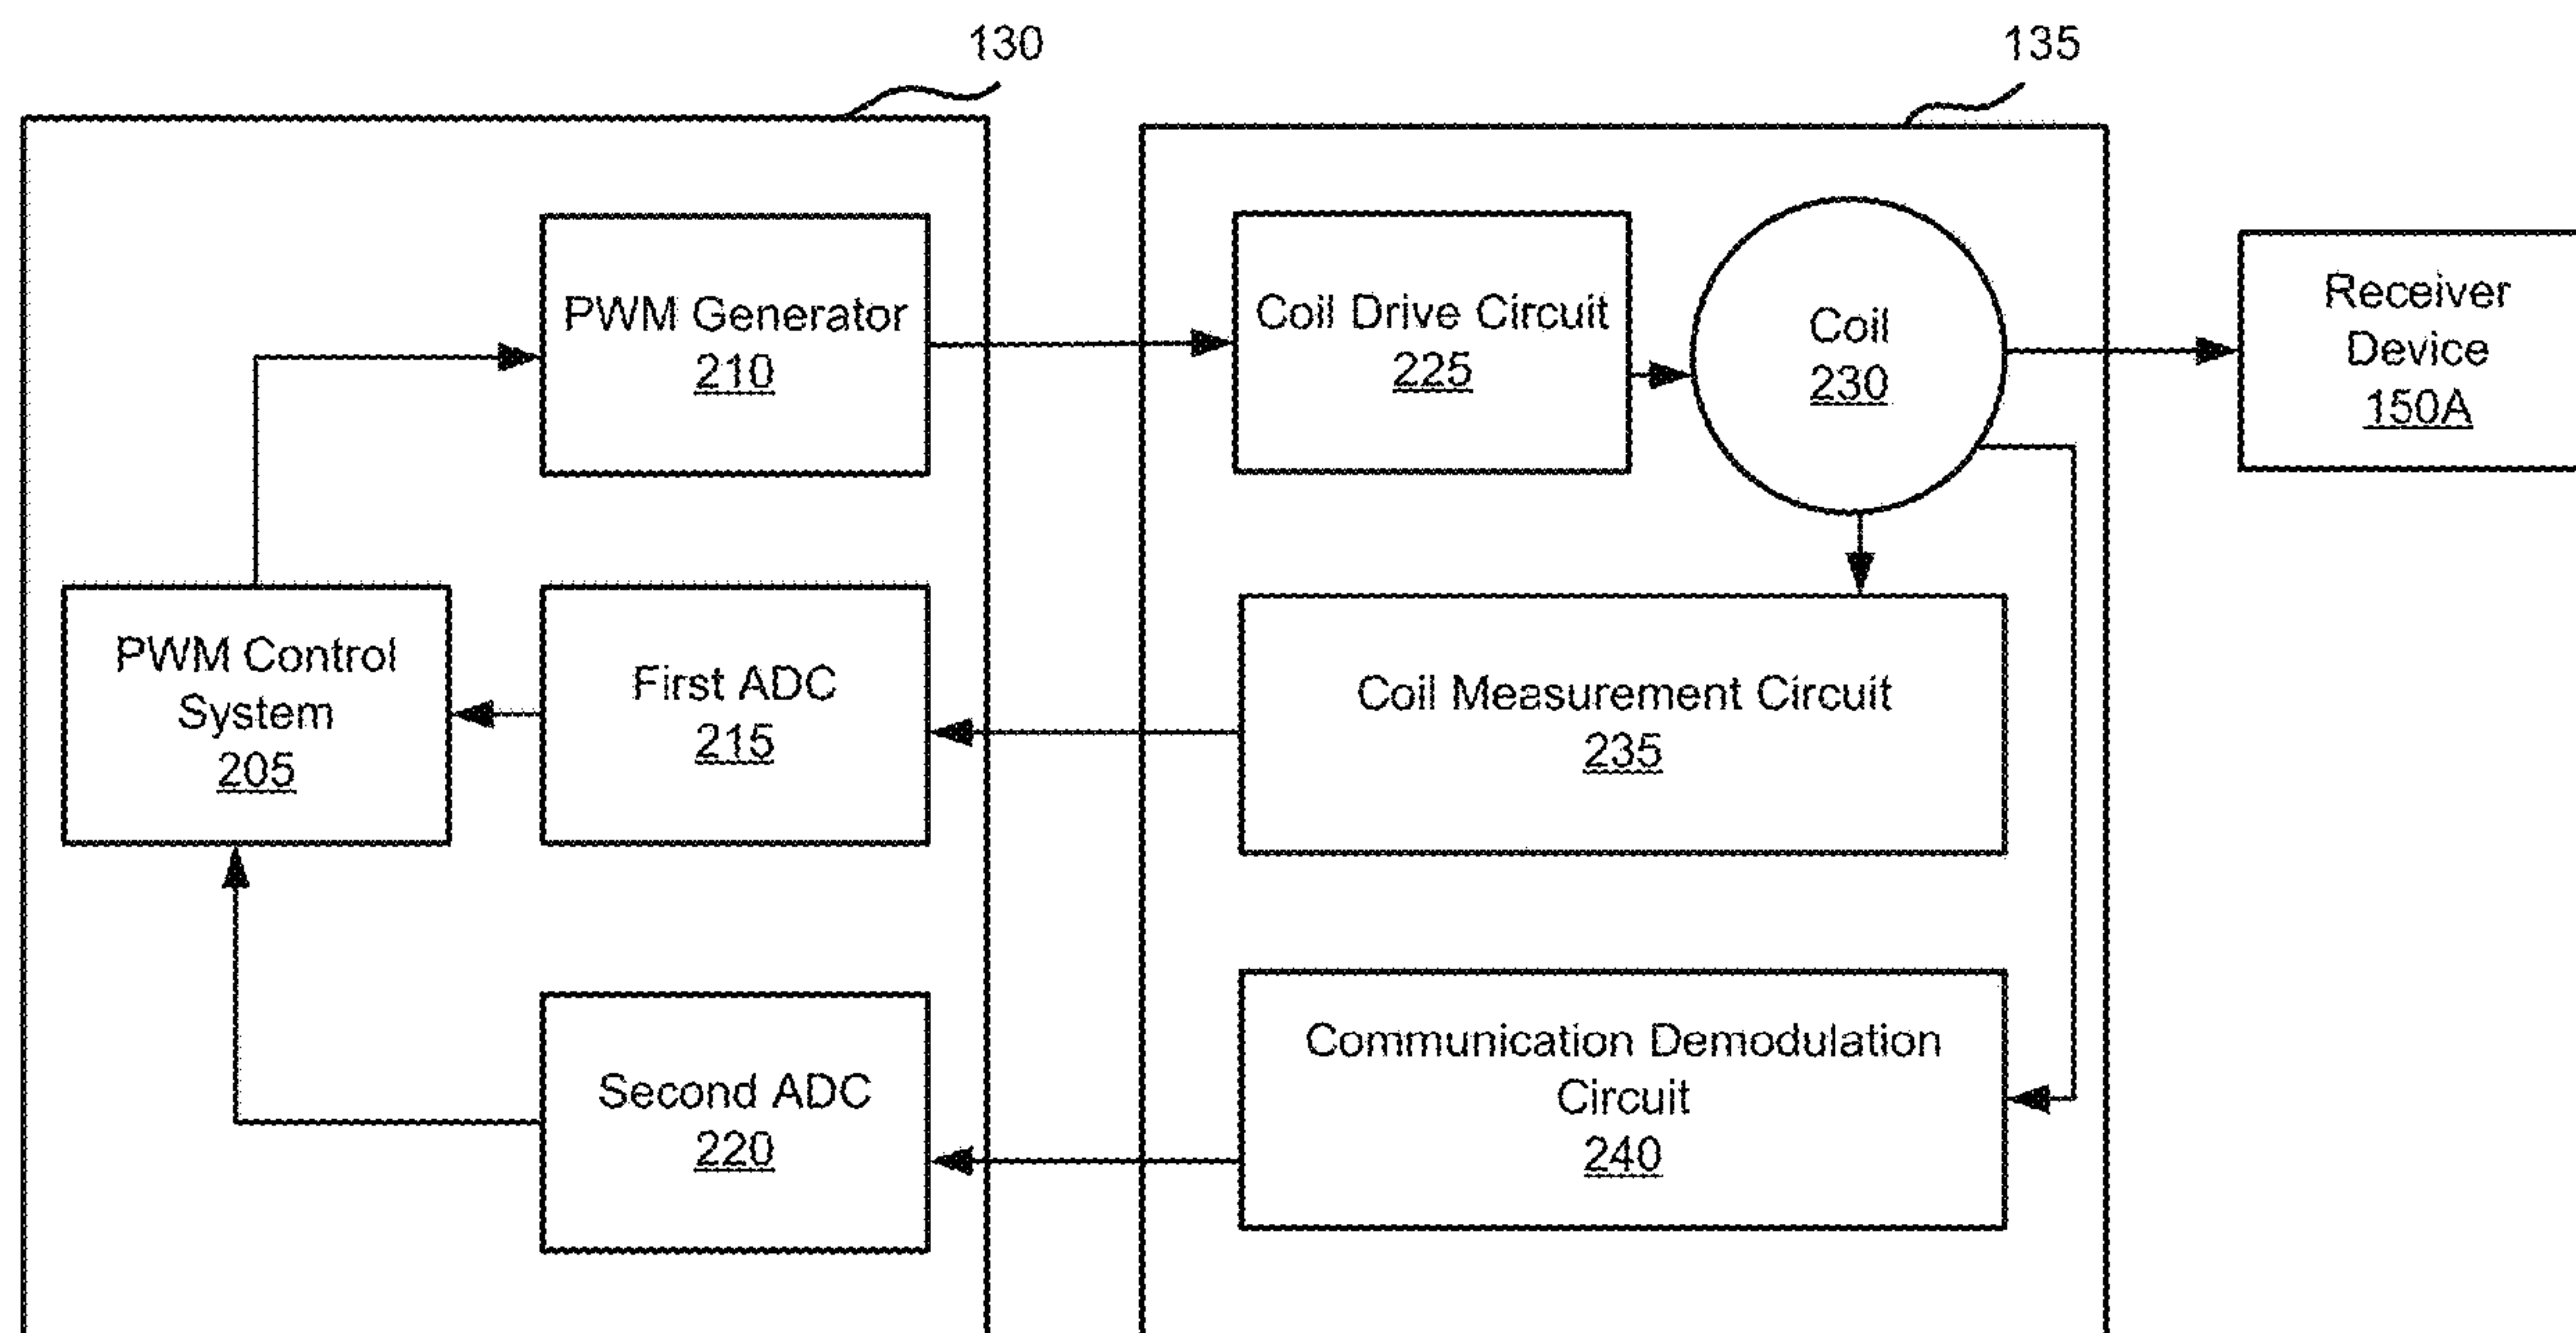 130
135
PWM Generator
210
Coil Drive Circuit
225
Coil
230
Receiver
Device
150A
PWM Control
System
205
First ADC
215
Coil Measurement Circuit
235
Second ADC
220
Communication Demodulation
Circuit
240